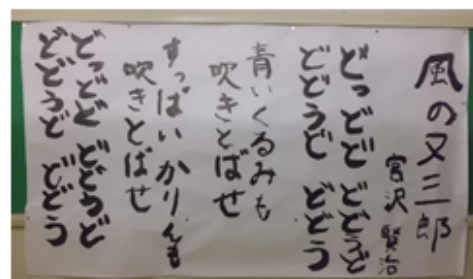 風の又三郎
宮沢 賢治
どっどど どどうど
どどうど どどう
青いくるみも
吹きとばせ
すっぱいかりんも
吹きとばせ
どっどど どどうど
どどうど どどう